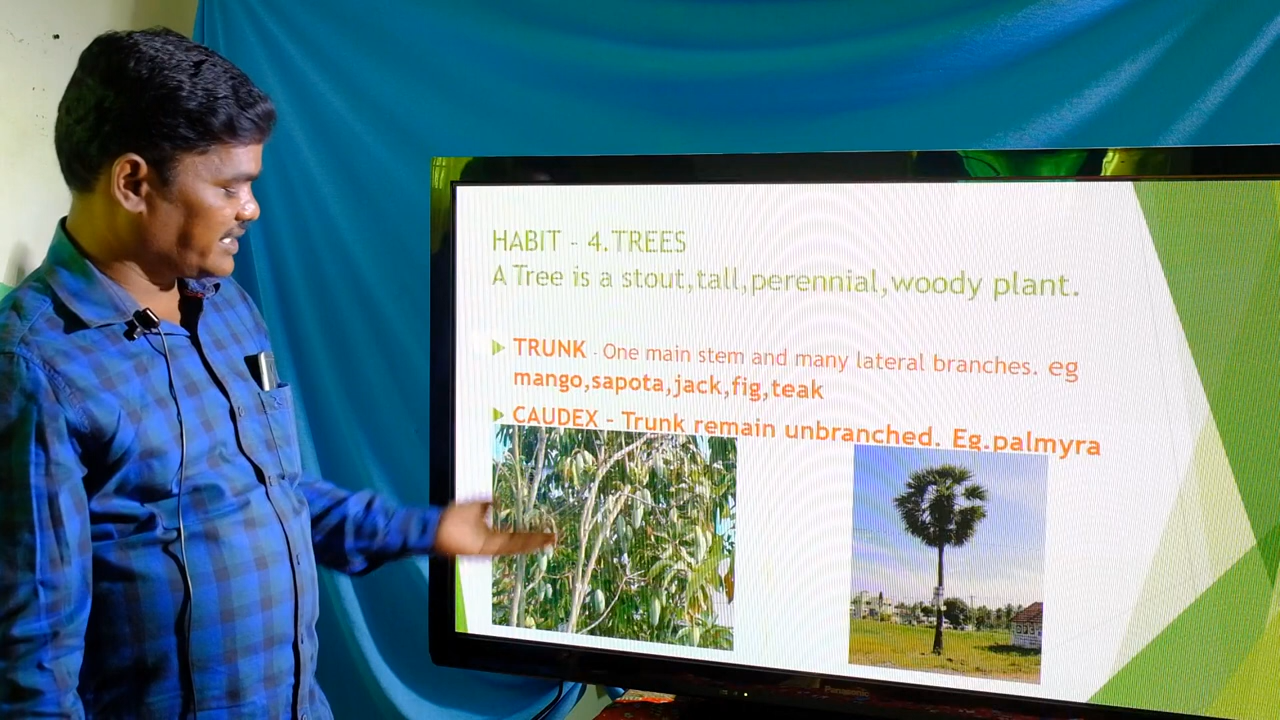 HABIT - 4.TREES
A Tree is a stout,tall,perennial,woody plant.
TRUNK - One main stem and many lateral branches. eg
mango,sapota,jack,fig,teak
CAUDEX - Trunk remain unbranched. Eg.palmyra
Panasonic